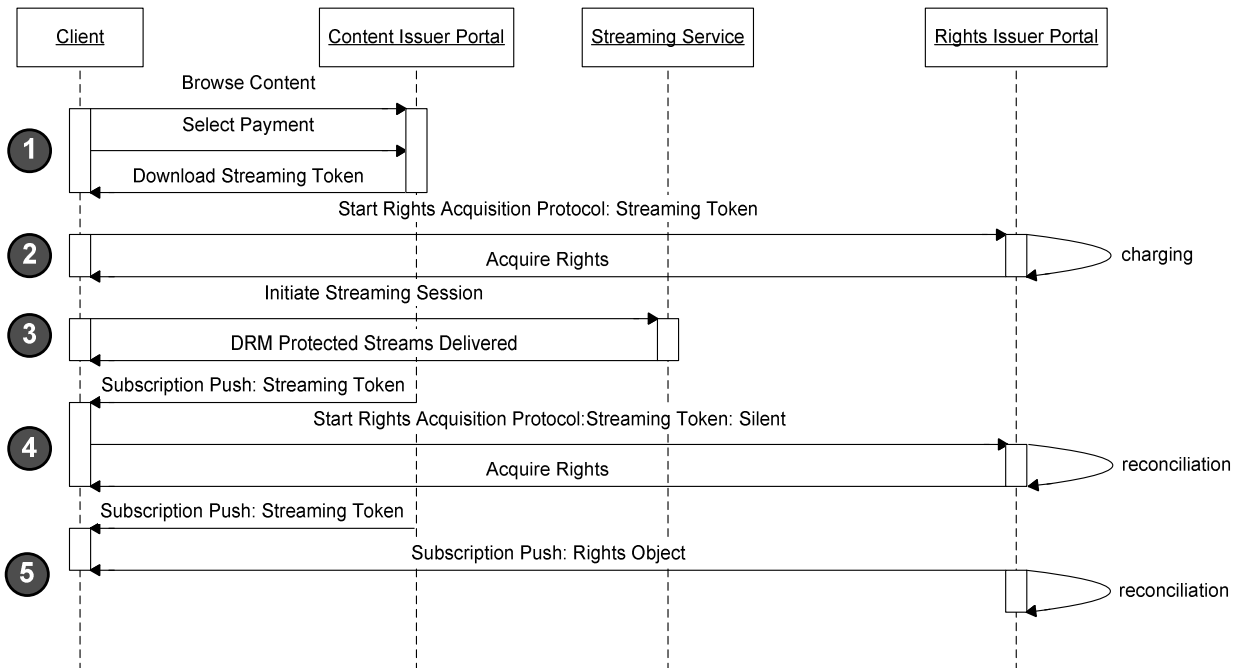 Client
Content Issuer Portal
Streaming Service
Rights Issuer Portal
Browse Content
Select Payment
1
Download Streaming Token
Start Rights Acquisition Protocol: Streaming Token
2
Acquire Rights
charging
Initiate Streaming Session
3
DRM Protected Streams Delivered
Subscription Push: Streaming Token
Start Rights Acquisition Protocol:Streaming Token: Silent
4
Acquire Rights
reconciliation
Subscription Push: Streaming Token
Subscription Push: Rights Object
5
reconciliation